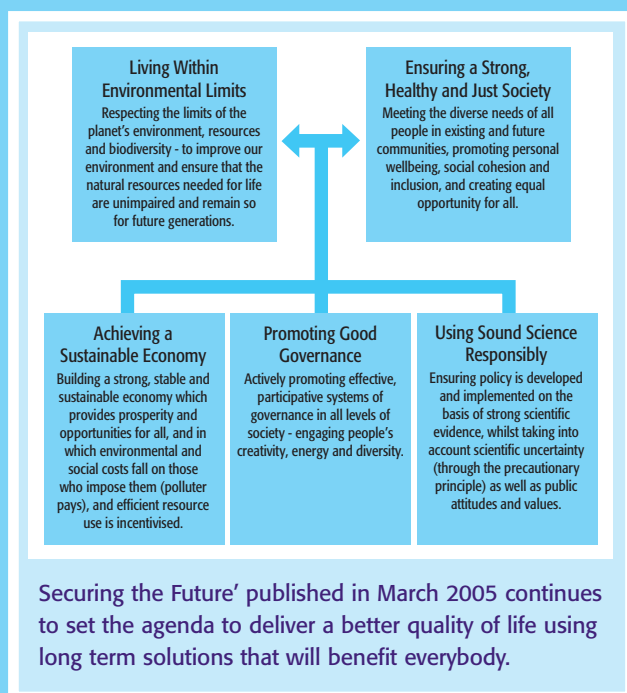 Living Within
Environmental Limits
Respecting the limits of the
planet's environment, resources
and biodiversity - to improve our
environment and ensure that the
natural resources needed for life
are unimpaired and remain so
for future generations.
Ensuring a Strong,
Healthy and Just Society
Meeting the diverse needs of all
people in existing and future
communities, promoting personal
wellbeing, social cohesion and
inclusion, and creating equal
opportunity for all.
Achieving a
Sustainable Economy
Building a strong, stable and
sustainable economy which
provides prosperity and
opportunities for all, and in
which environmental and
social costs fall on those
who impose them (polluter
pays), and efficient resource
use is incentivised.
Promoting Good
Governance
Actively promoting effective,
participative systems of
governance in all levels of
society - engaging people's
creativity, energy and diversity.
Using Sound Science
Responsibly
Ensuring policy is developed
and implemented on the
basis of strong scientific
evidence, whilst taking into
account scientific uncertainty
(through the precautionary
principle) as well as public
attitudes and values.
Securing the Future' published in March 2005 continues
to set the agenda to deliver a better quality of life using
long term solutions that will benefit everybody.